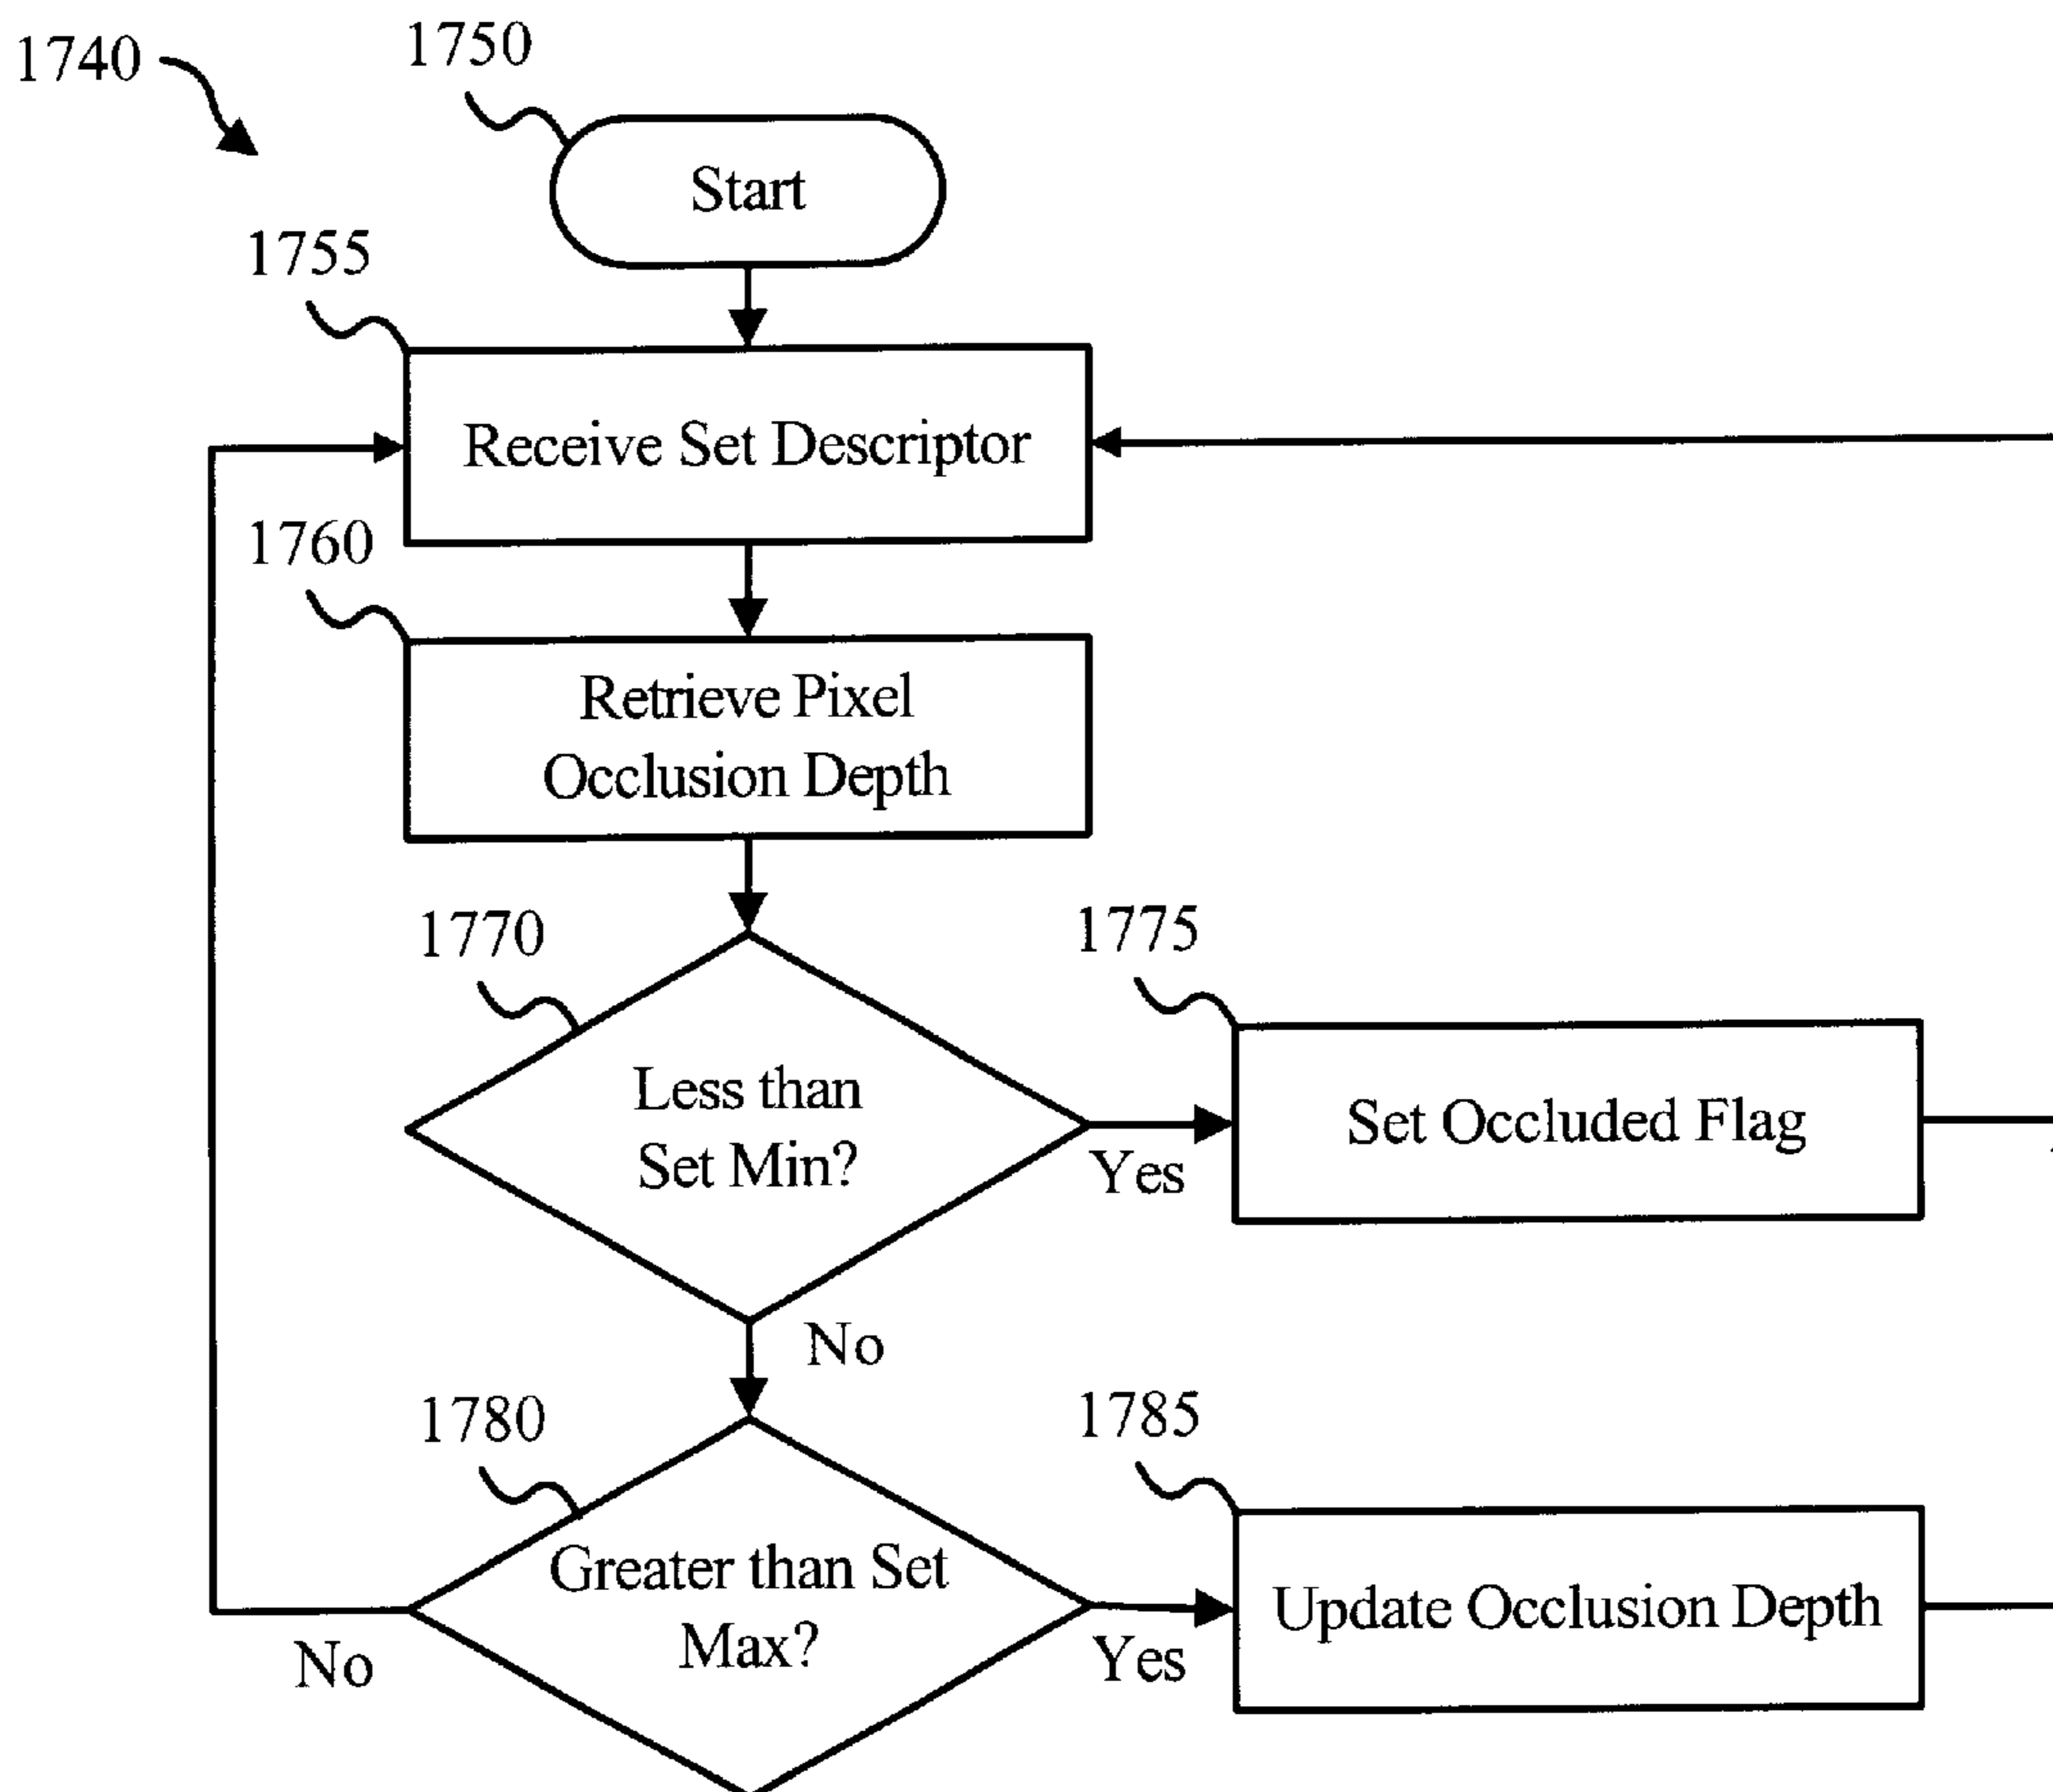 1740
1750
Start
1755
Receive Set Descriptor
1760
Retrieve Pixel
Occlusion Depth
1770
Less than
Set Min?
Yes
1775
Set Occluded Flag
No
1780
Greater than Set
Max?
No
Yes
1785
Update Occlusion Depth